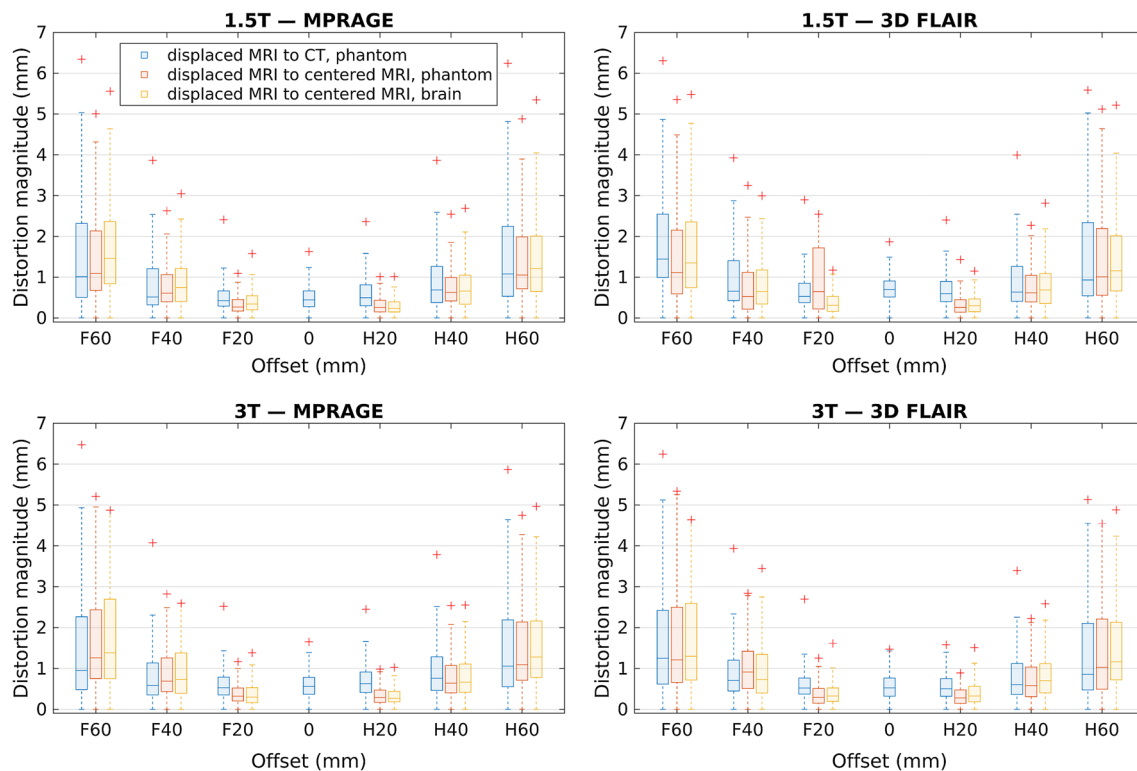 1.5T — MPRAGE
Distortion magnitude (mm)
7
6
5
4
3
2
1
0
displaced MRI to CT, phantom
displaced MRI to centered MRI, phantom
displaced MRI to centered MRI, brain
F60 F40 F20 0 H20 H40 H60
Offset (mm)
1.5T — 3D FLAIR
Distortion magnitude (mm)
7
6
5
4
3
2
1
0
F60 F40 F20 0 H20 H40 H60
Offset (mm)
3T — MPRAGE
Distortion magnitude (mm)
7
6
5
4
3
2
1
0
F60 F40 F20 0 H20 H40 H60
Offset (mm)
3T — 3D FLAIR
Distortion magnitude (mm)
7
6
5
4
3
2
1
0
F60 F40 F20 0 H20 H40 H60
Offset (mm)